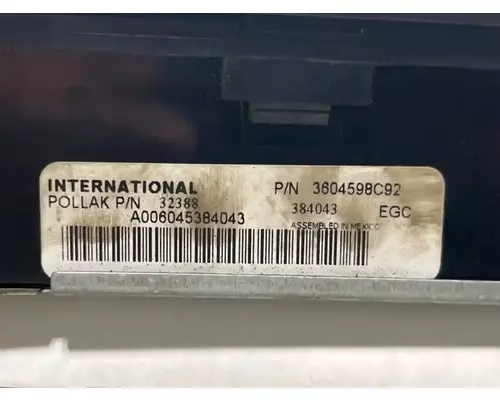 INTERNATIONAL P/N 3604598C92
POLLAK P/N 32388 384043 EGC
A006045384043 ASSEMBLED IN MEXICO